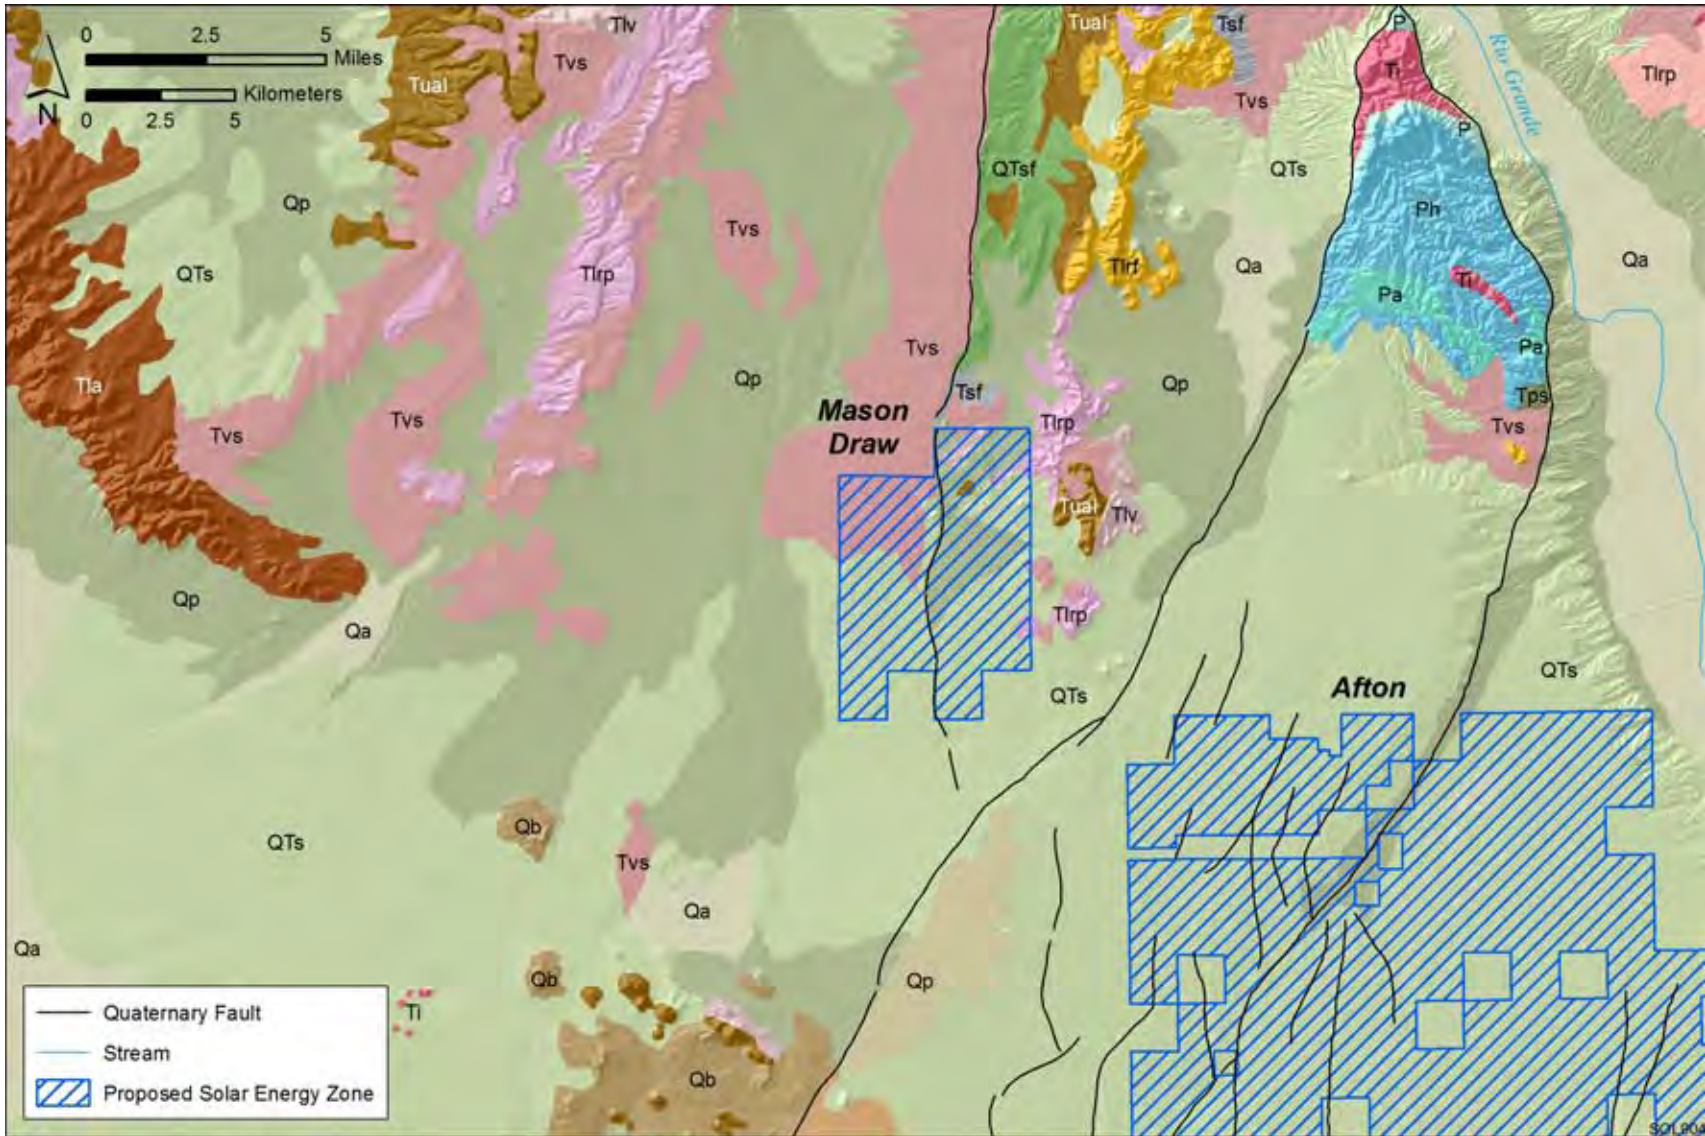 0 2.5 5
Miles
Kilometers
0 2.5 5
N
Tual
Tvs
Tlv
Tual
Tsf
P
Ti
Rio Grande
Tlrp
Tvs
P
QTsf
QTs
Qp
Ph
Tvs
QTs
Tlrp
Tlrf
Qa
Ti
Qa
Pa
Tvs
Pa
Qp
Qp
Tla
Tsf
Tps
Mason
Draw
Tvs
Tvs
Tlrp
Tvs
Tual
Tlv
Qp
Qa
Tlrp
QTs
QTs
Afton
Qb
QTs
Tvs
Qa
Qa
Qb
Qp
Ti
Qb
Quaternary Fault
Stream
Proposed Solar Energy Zone